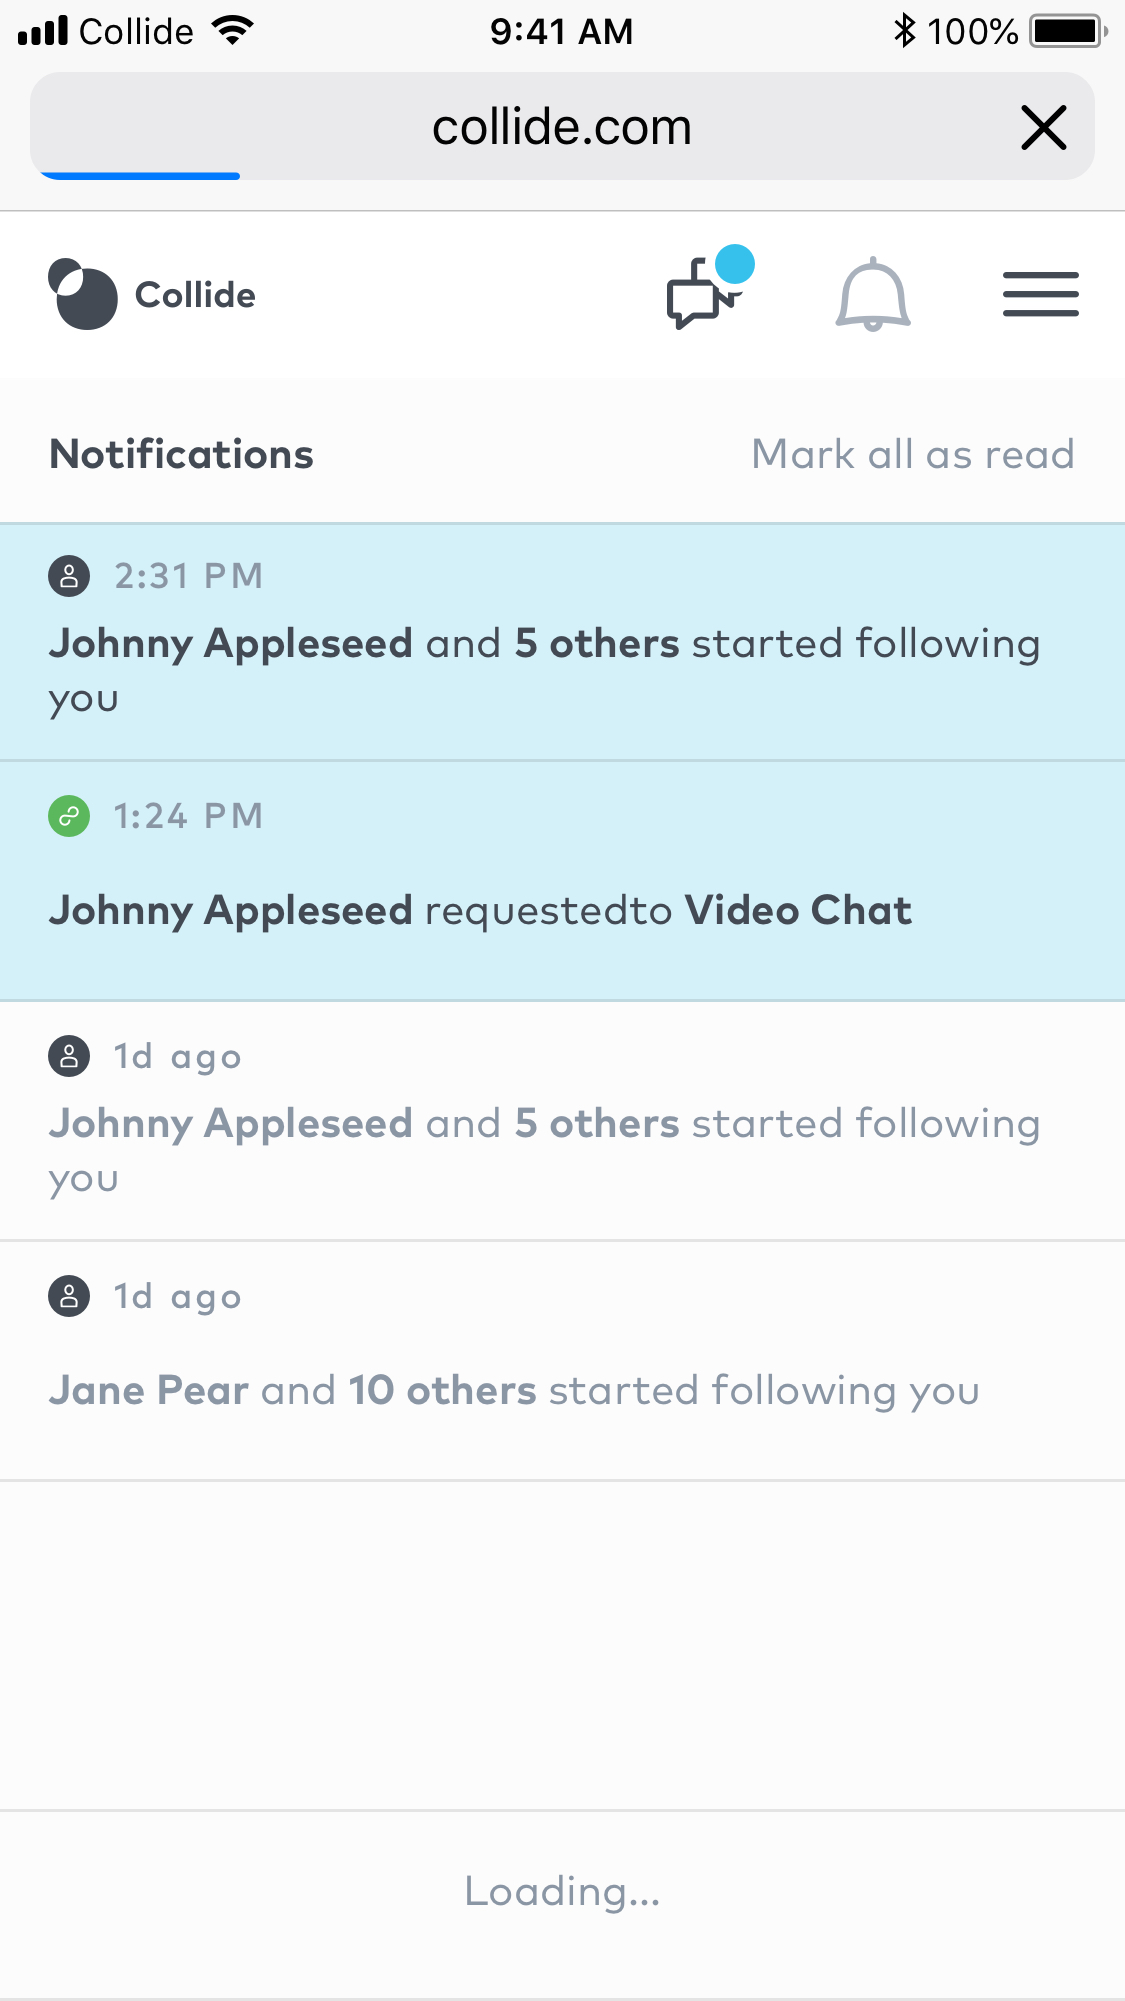 Collide 9:41 AM 100%
collide.com
Collide
Notifications Mark all as read
2:31 PM
Johnny Appleseed and 5 others started following
you
1:24 PM
Johnny Appleseed requestedto Video Chat
1d ago
Johnny Appleseed and 5 others started following
you
1d ago
Jane Pear and 10 others started following you
Loading...